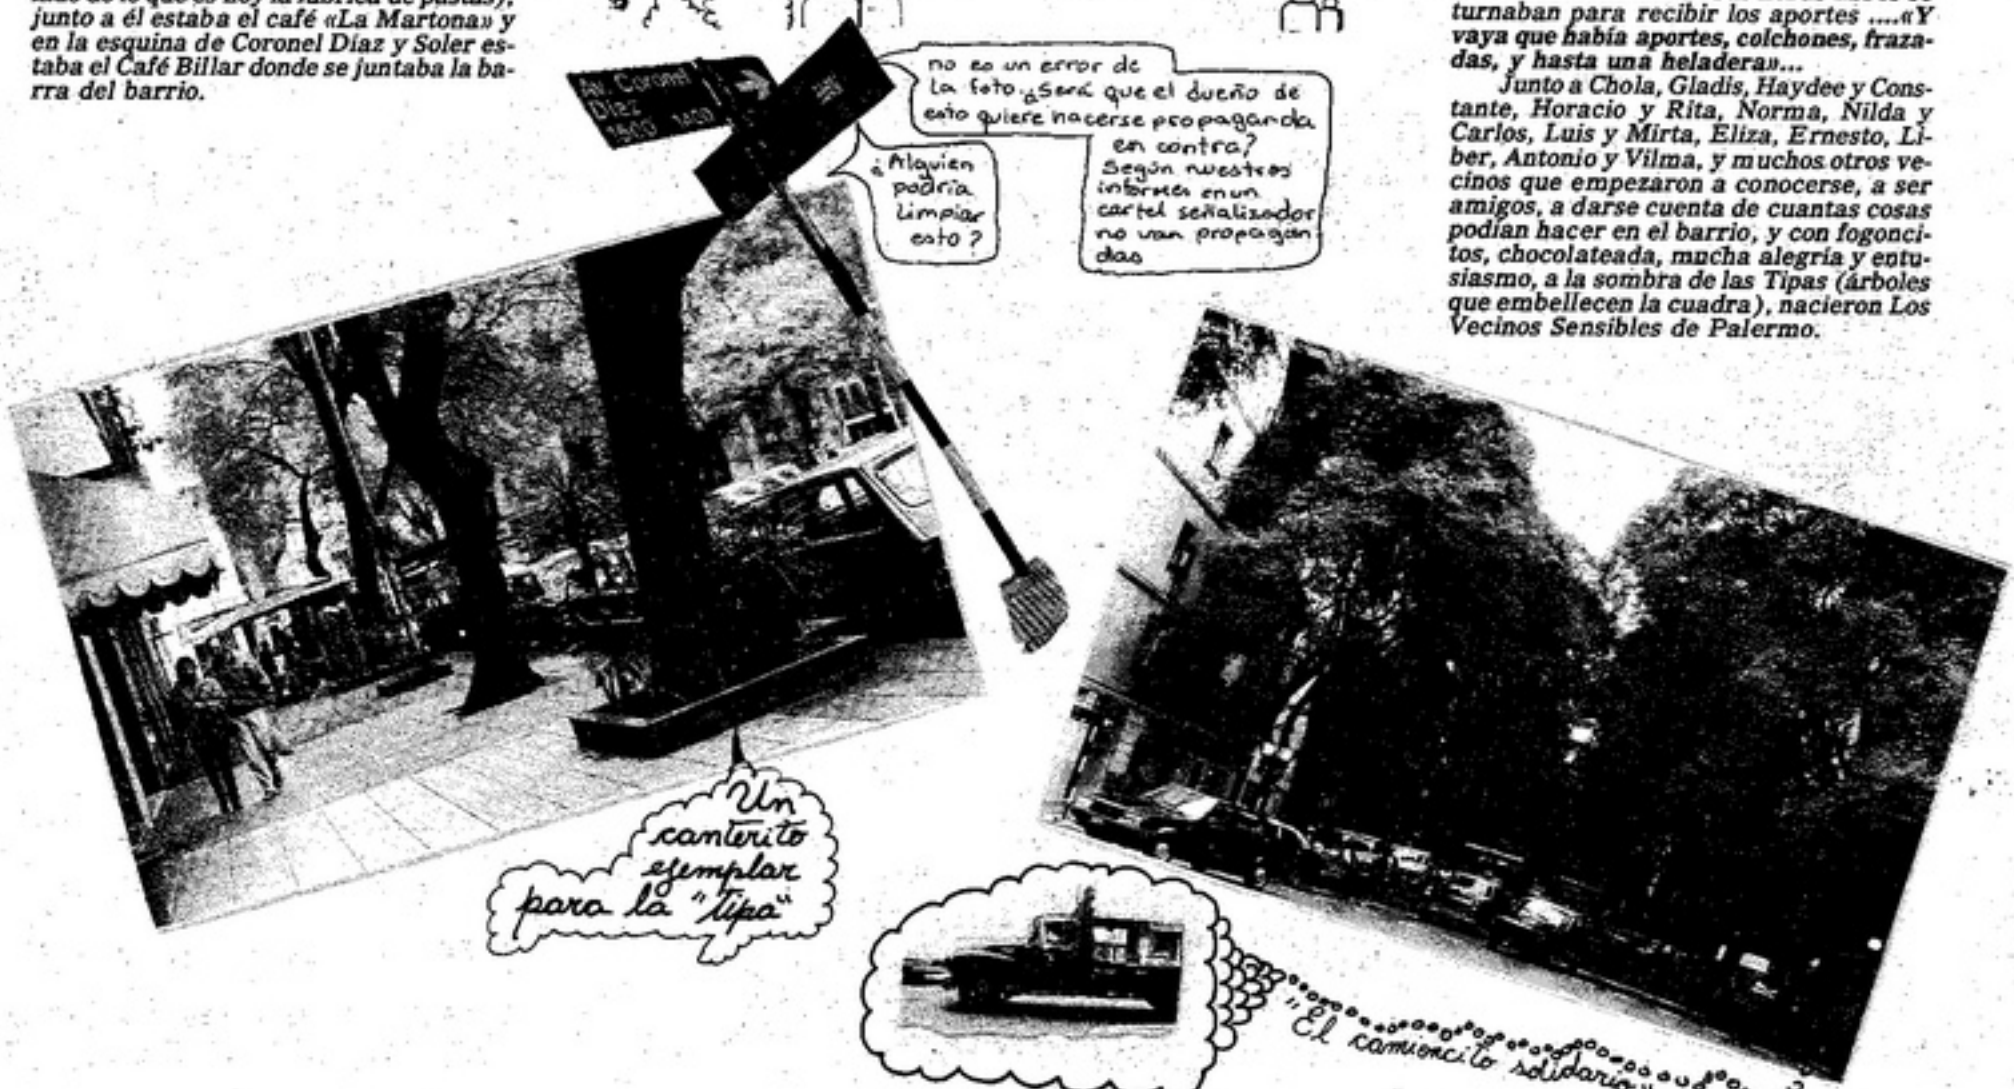 junto a él estaba el café «La Martona» y
en la esquina de Coronel Díaz y Soler es-
taba el Café Billar donde se juntaba la ba-
rra del barrio.
Av. Coronel
Díaz
1500 1400
no es un error de
la foto ¿Será que el dueño de
esto quiere hacerse propaganda
en contra?
Según nuestros
informes en un
cartel señalizador
no van propagan
das
¿Alguien
podría
limpiar
esto?
turnaban para recibir los aportes ....«Y
vaya que había aportes, colchones, fraza-
das, y hasta una heladera»...
Junto a Chola, Gladis, Haydee y Cons-
tante, Horacio y Rita, Norma, Nilda y
Carlos, Luis y Mirta, Eliza, Ernesto, Li-
ber, Antonio y Vilma, y muchos otros ve-
cinos que empezaron a conocerse, a ser
amigos, a darse cuenta de cuantas cosas
podían hacer en el barrio, y con fogonci-
tos, chocolateada, mucha alegría y entu-
siasmo, a la sombra de las Tipas (árboles
que embellecen la cuadra), nacieron Los
Vecinos Sensibles de Palermo.
Un
canterito
ejemplar
para la "tipa"
"El camioncito solidario"